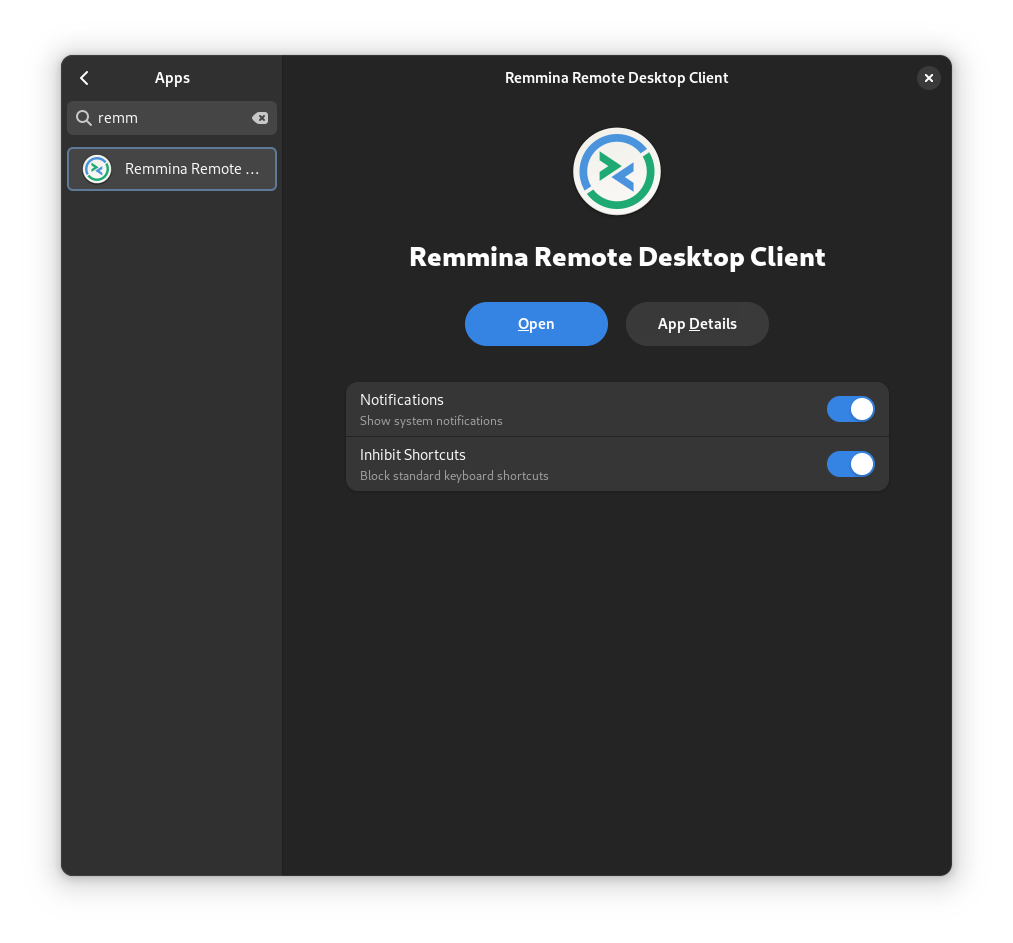 Apps
remm
Remmina Remote …
Remmina Remote Desktop Client
Remmina Remote Desktop Client
Open
App Details
Notifications
Show system notifications
Inhibit Shortcuts
Block standard keyboard shortcuts